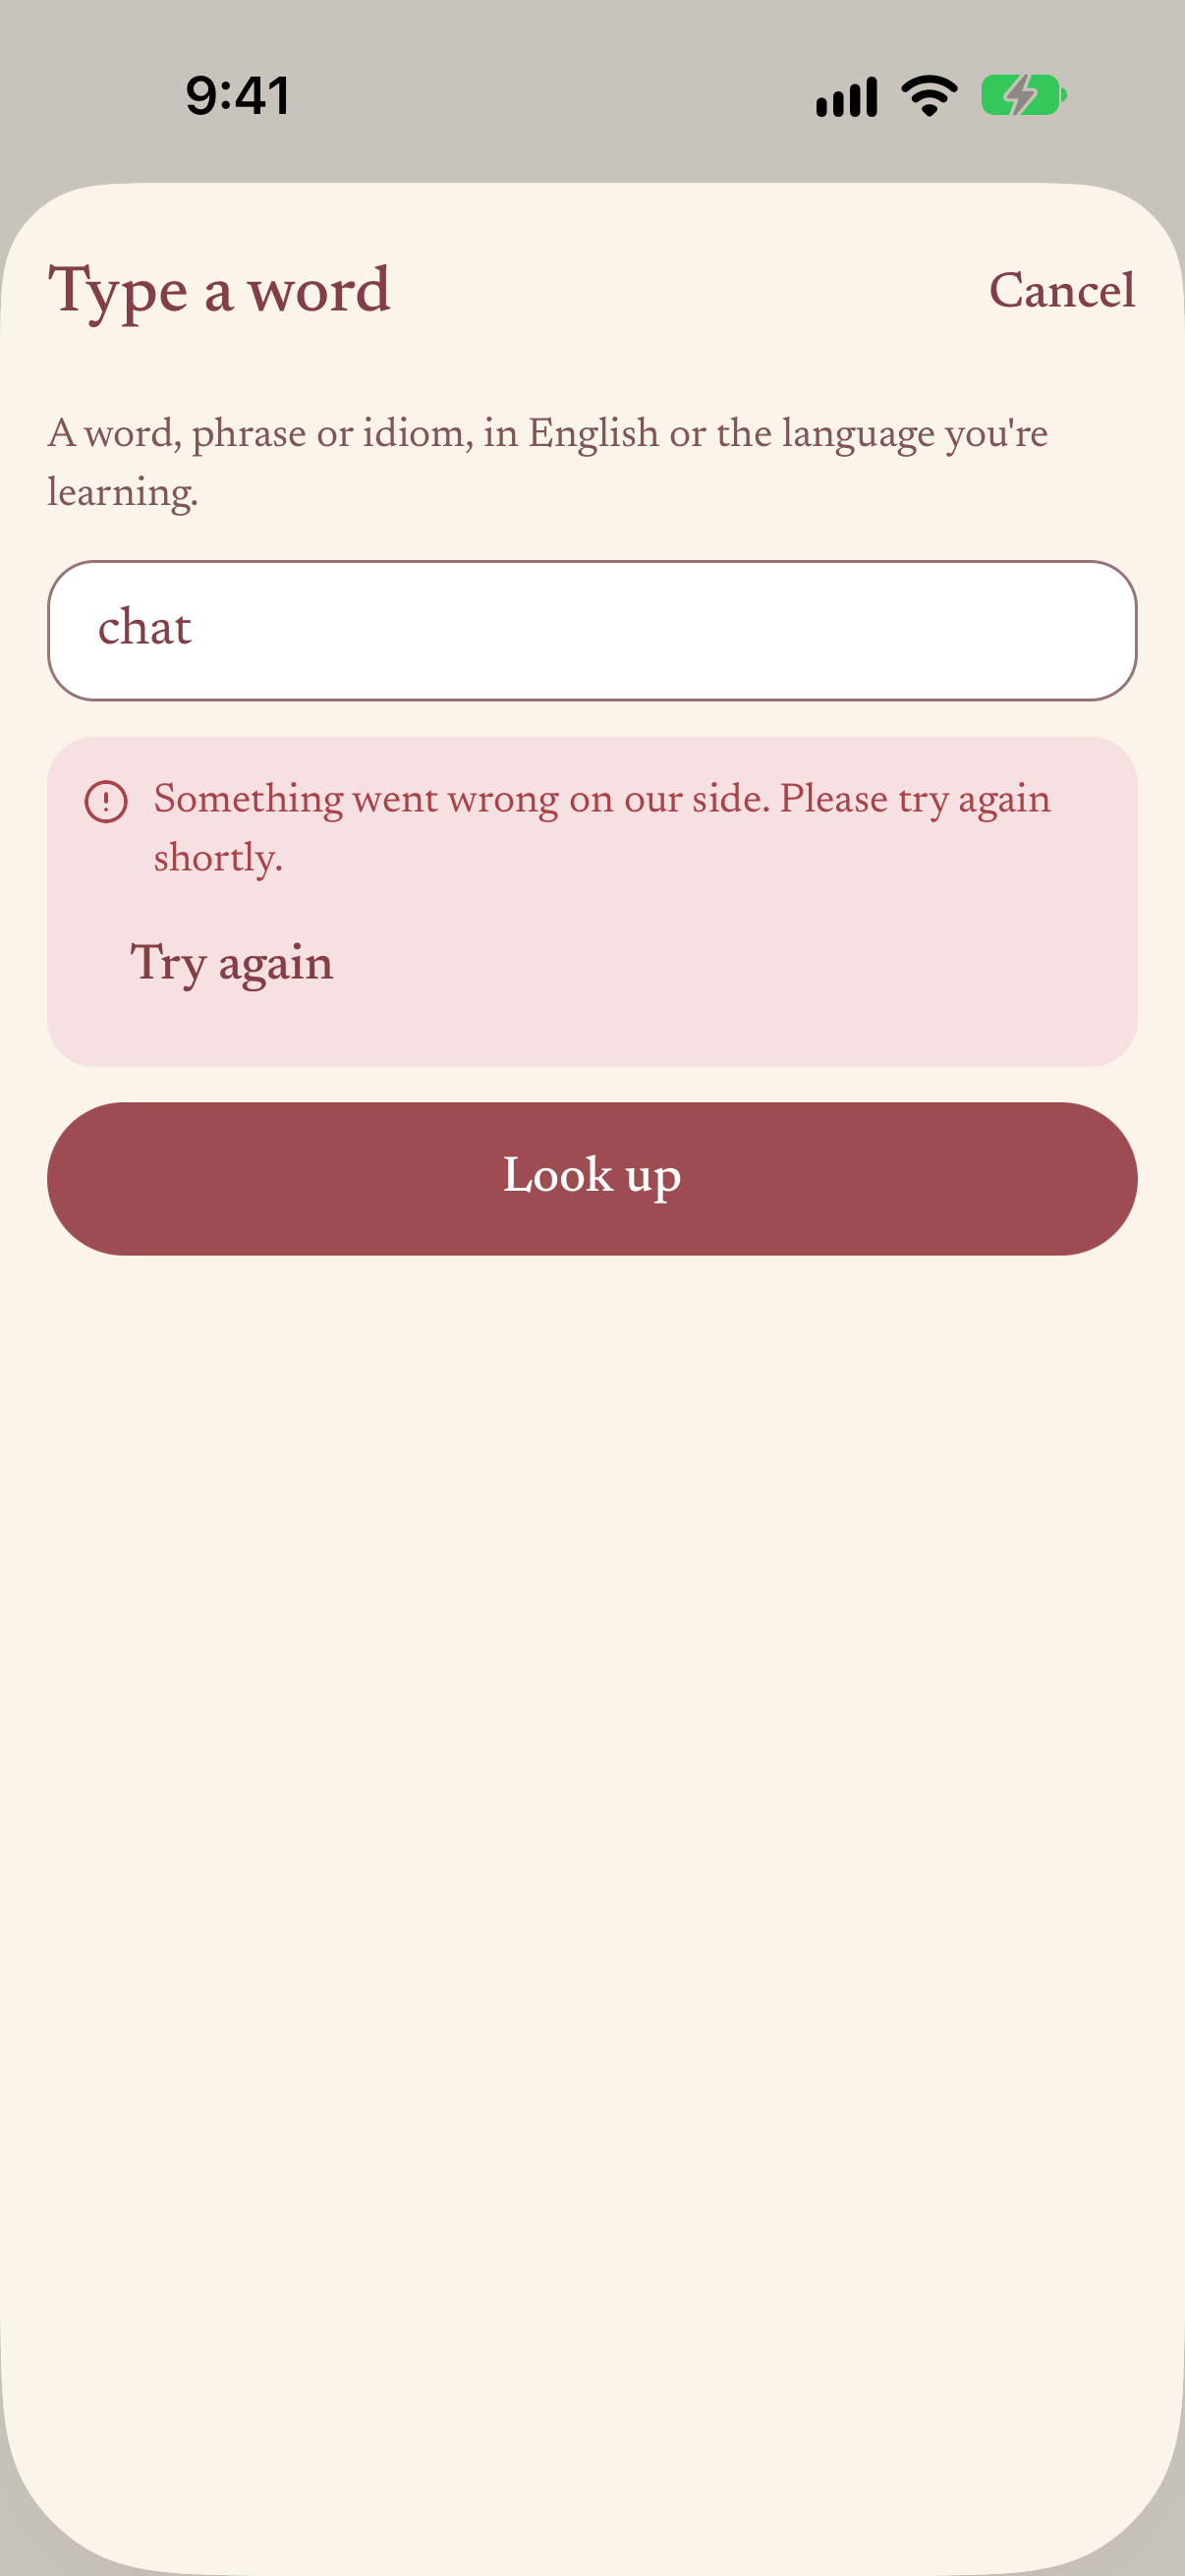 9:41
Type a word
Cancel
A word, phrase or idiom, in English or the language you're
learning.
chat
Something went wrong on our side. Please try again
shortly.
Try again
Look up